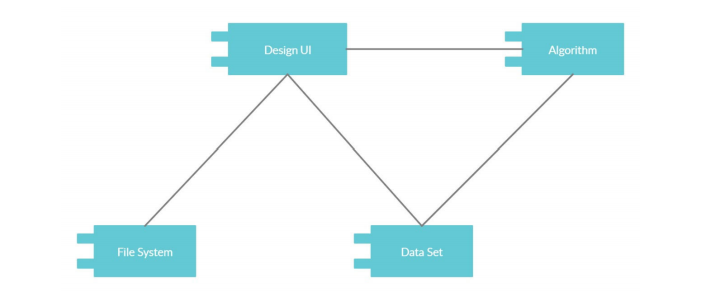 Design UI
Algorithm
File System
Data Set